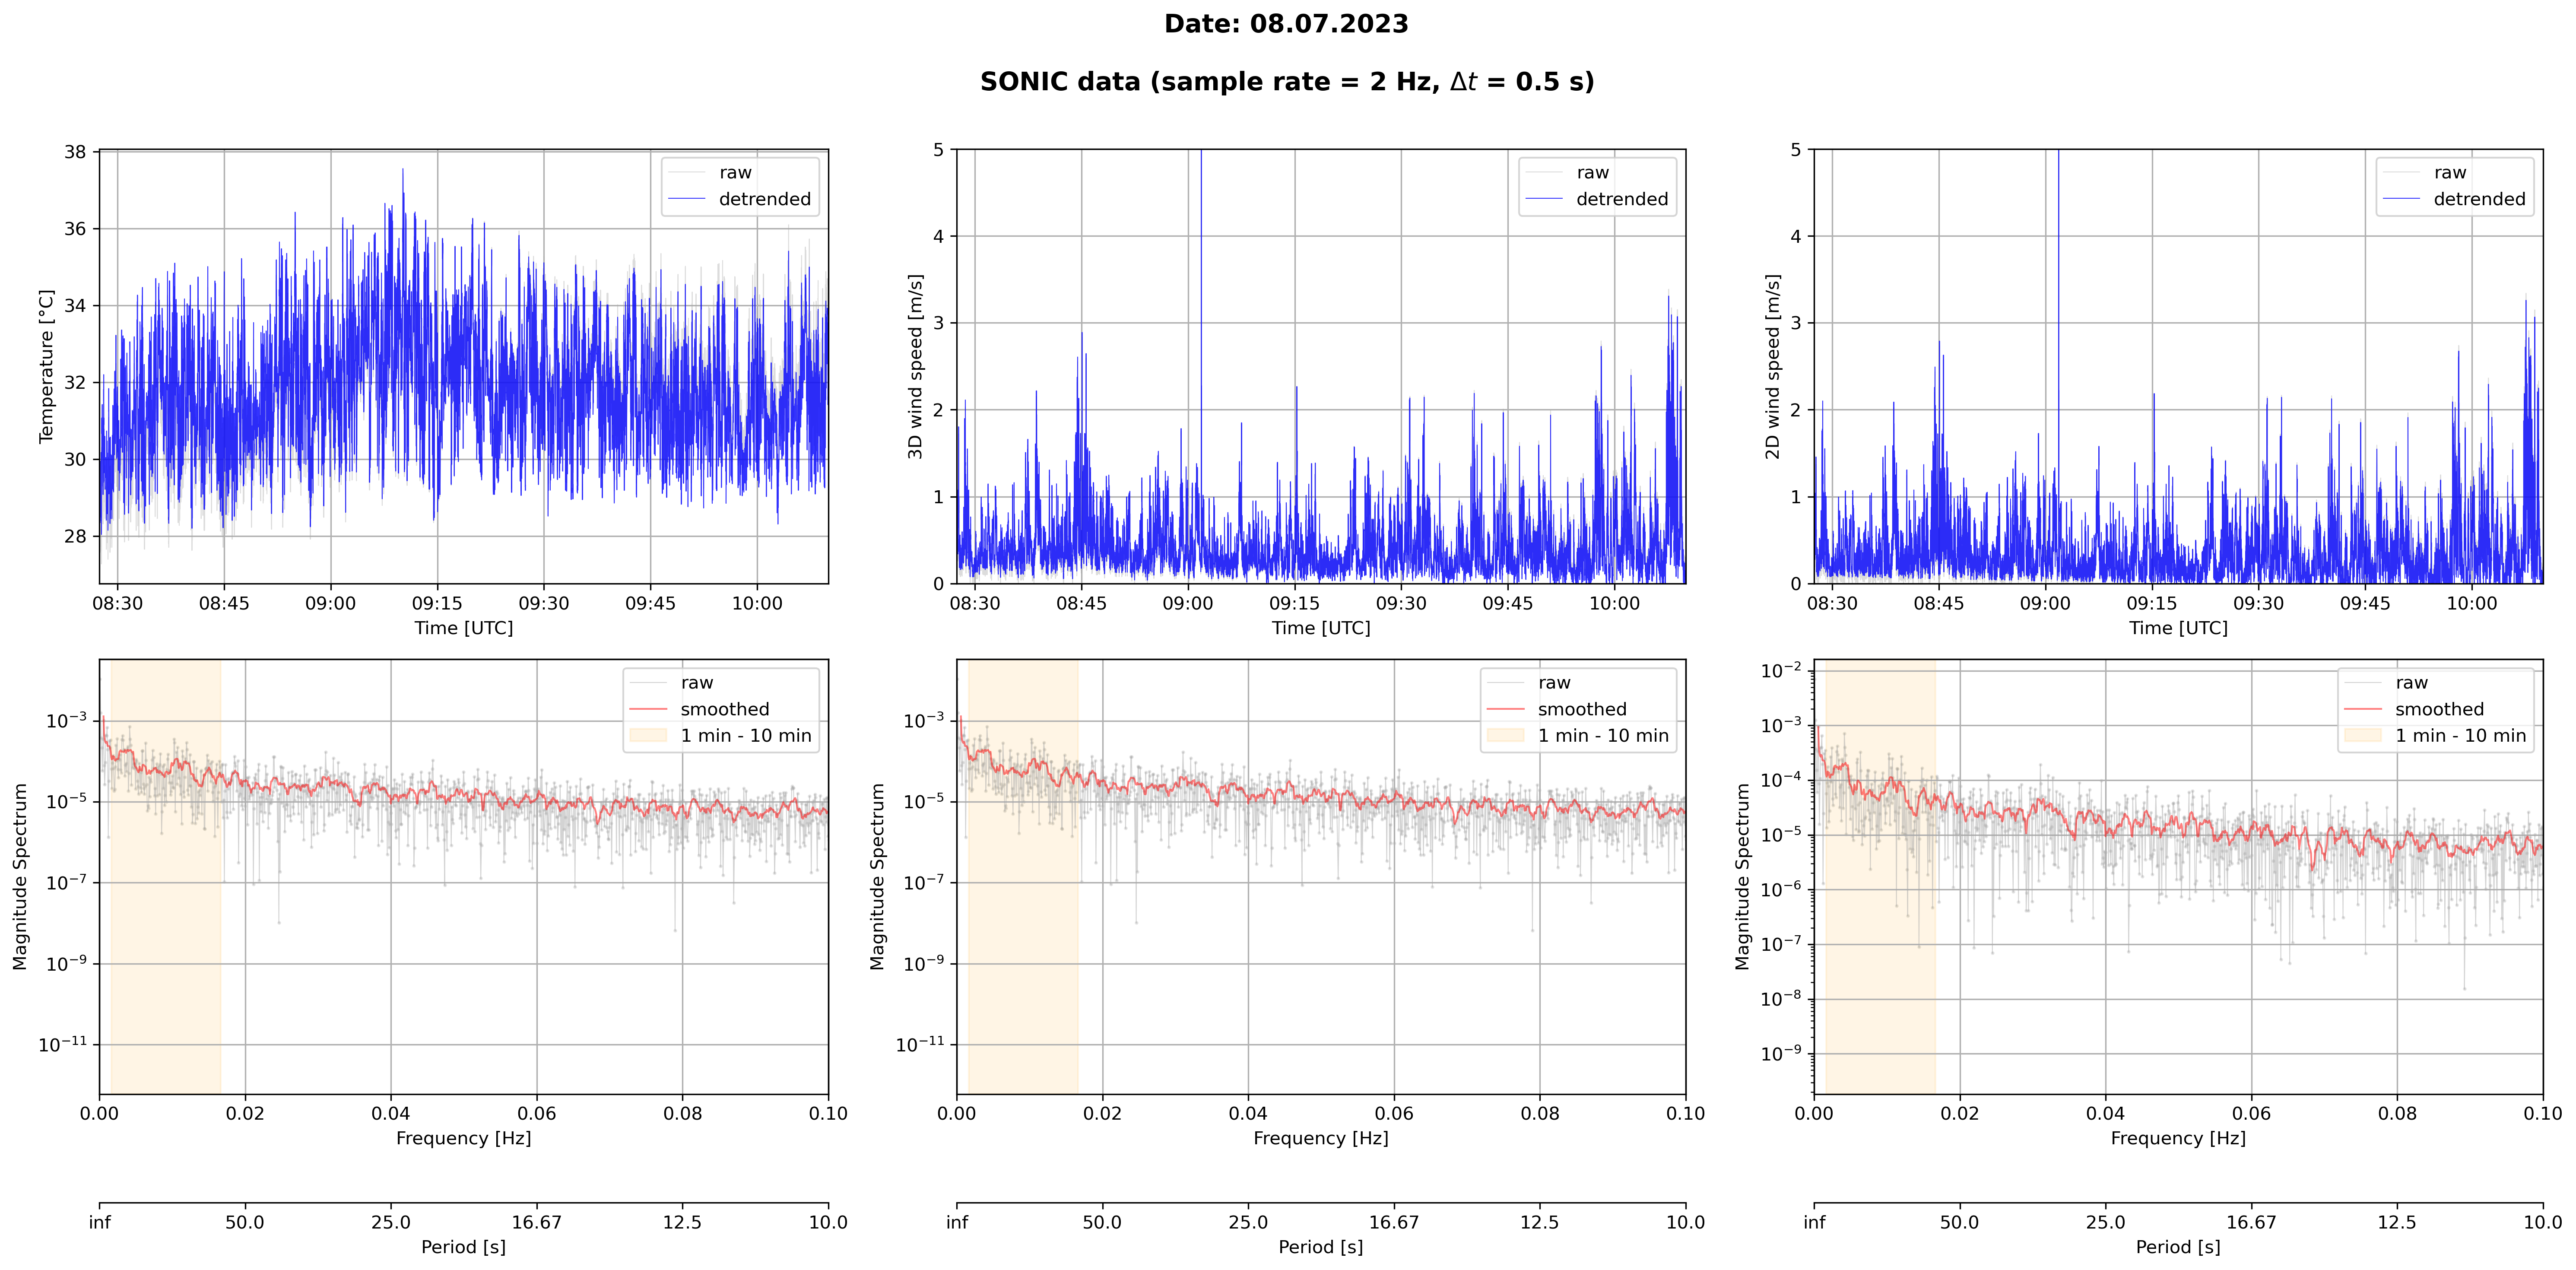 Date: 08.07.2023
SONIC data (sample rate = 2 Hz, Δt = 0.5 s)
38
36
34
32
30
28
Temperature [°C]
raw
detrended
08:30 08:45 09:00 09:15 09:30 09:45 10:00
Time [UTC]
5
4
3
2
1
0
3D wind speed [m/s]
raw
detrended
08:30 08:45 09:00 09:15 09:30 09:45 10:00
Time [UTC]
5
4
3
2
1
0
2D wind speed [m/s]
raw
detrended
08:30 08:45 09:00 09:15 09:30 09:45 10:00
Time [UTC]
10⁻³
10⁻⁵
10⁻⁷
10⁻⁹
10⁻¹¹
Magnitude Spectrum
raw
smoothed
1 min - 10 min
0.00 0.02 0.04 0.06 0.08 0.10
Frequency [Hz]
inf 50.0 25.0 16.67 12.5 10.0
Period [s]
10⁻³
10⁻⁵
10⁻⁷
10⁻⁹
10⁻¹¹
Magnitude Spectrum
raw
smoothed
1 min - 10 min
0.00 0.02 0.04 0.06 0.08 0.10
Frequency [Hz]
inf 50.0 25.0 16.67 12.5 10.0
Period [s]
10⁻²
10⁻³
10⁻⁴
10⁻⁵
10⁻⁶
10⁻⁷
10⁻⁸
10⁻⁹
Magnitude Spectrum
raw
smoothed
1 min - 10 min
0.00 0.02 0.04 0.06 0.08 0.10
Frequency [Hz]
inf 50.0 25.0 16.67 12.5 10.0
Period [s]